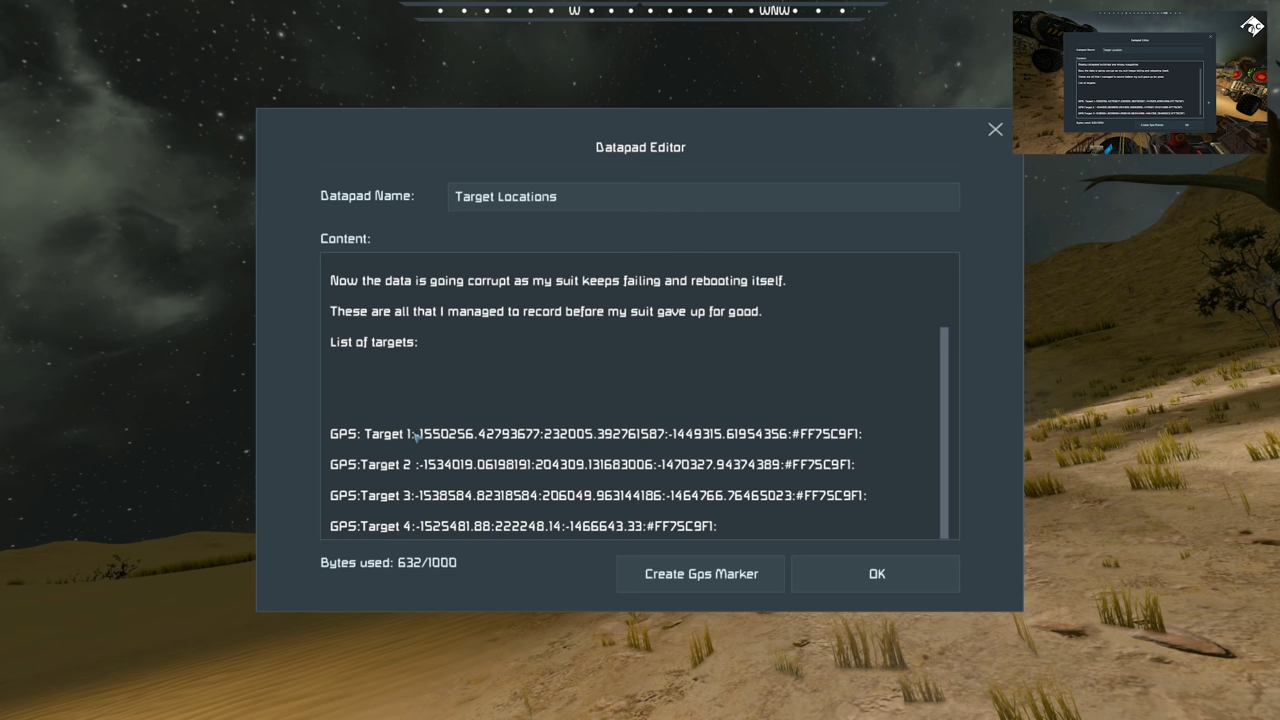 W WNW
Datapad Editor
Datapad Name: Target Locations
Content:
Now the data is going corrupt as my suit keeps failing and rebooting itself.
These are all that I managed to record before my suit gave up for good.
List of targets:
GPS: Target 1:-1550256.42793677:232005.392761587:-1449315.61954356:#FF75C9F1:
GPS:Target 2 :-1534019.06198191:204309.131683006:-1470327.94374389:#FF75C9F1:
GPS:Target 3:-1538584.82318584:206049.963144186:-1464766.76465023:#FF75C9F1:
GPS:Target 4:-1525481.88:222248.14:-1466643.33:#FF75C9F1:
Bytes used: 632/1000
Create Gps Marker
OK